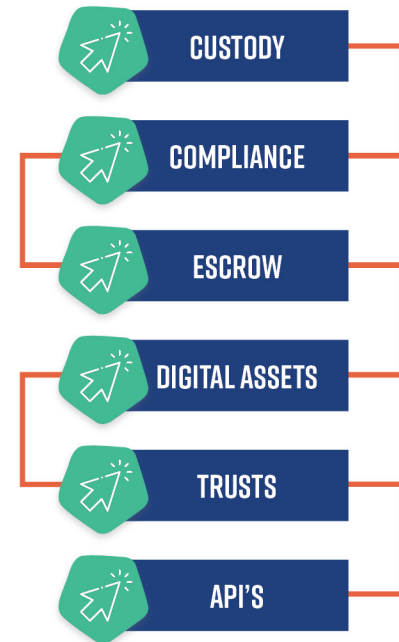 CUSTODY
COMPLIANCE
ESCROW
DIGITAL ASSETS
TRUSTS
API'S